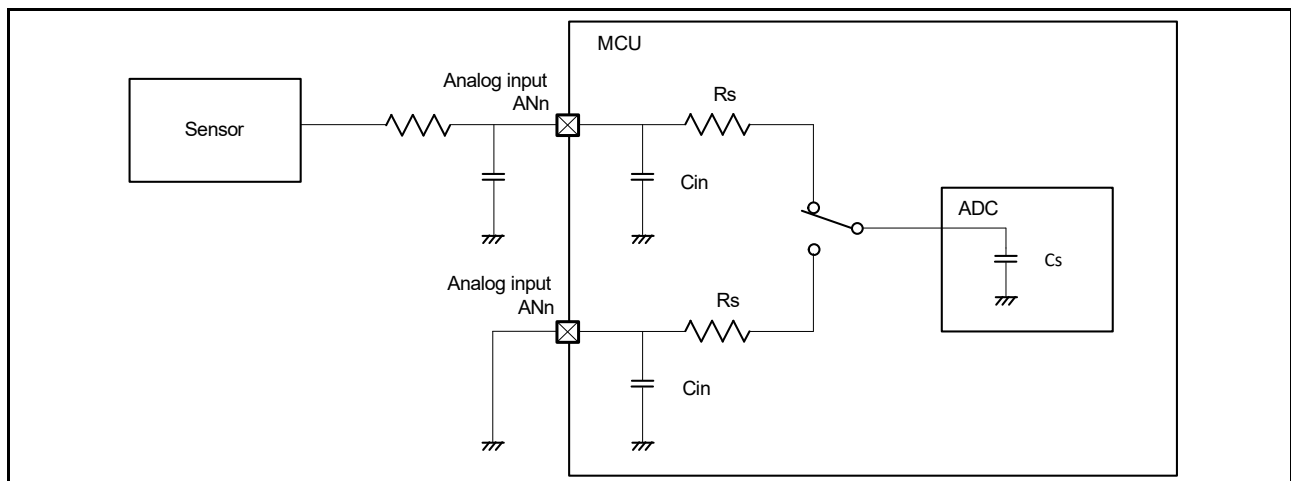 MCU
Analog input
ANn
Rs
Sensor
Cin
ADC
Cs
Analog input
ANn
Rs
Cin